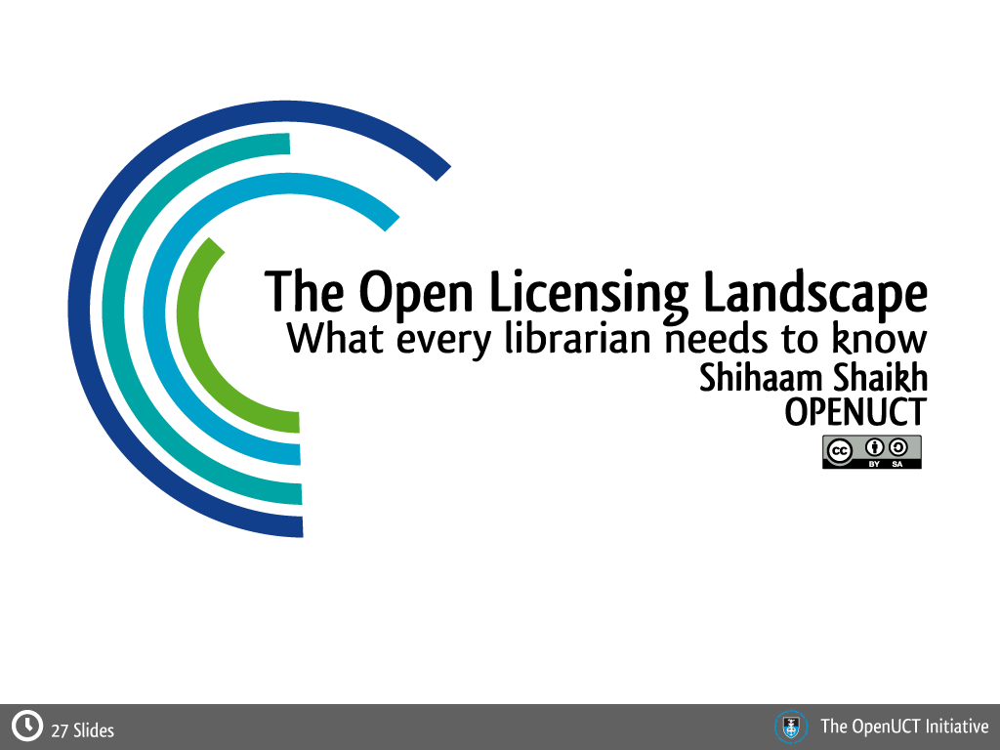 The Open Licensing Landscape
What every librarian needs to know
Shihaam Shaikh
OPENUCT
cc BY SA
27 Slides
The OpenUCT Initiative